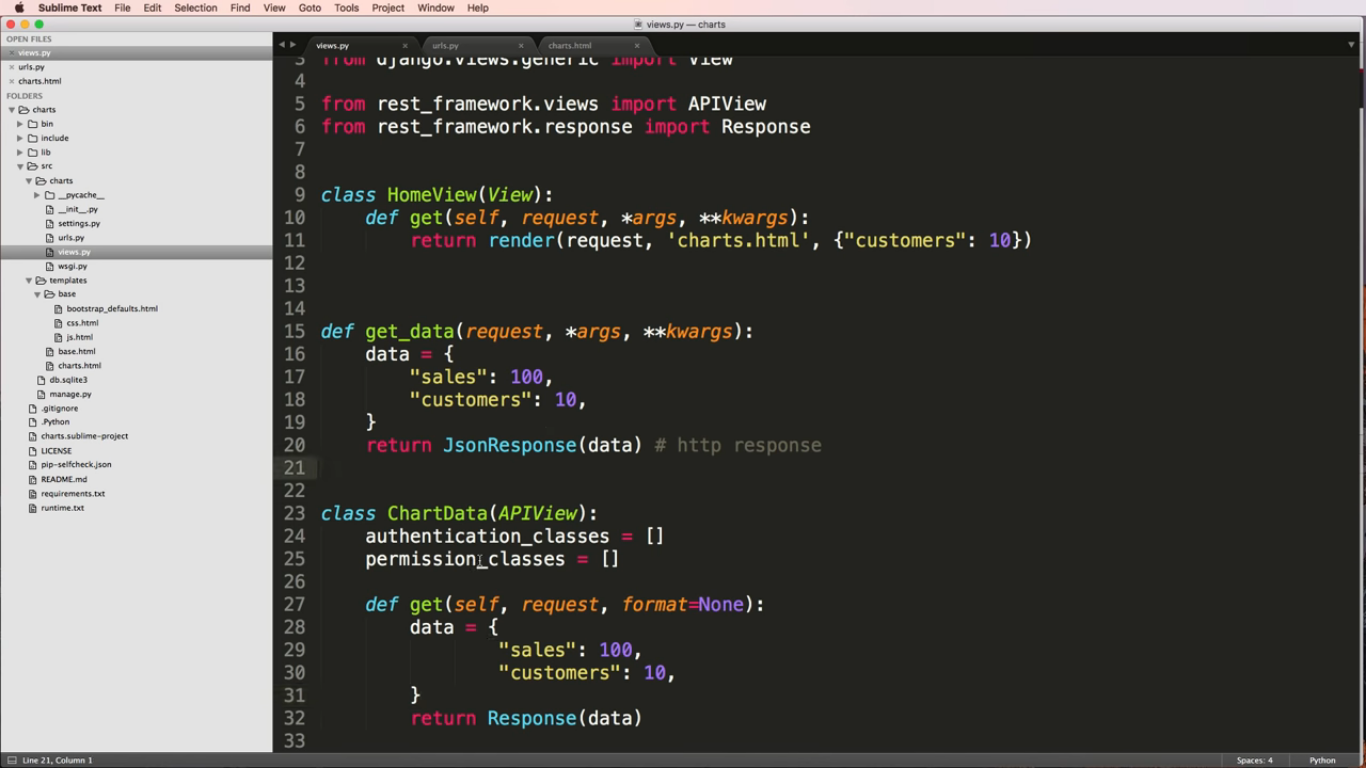 Sublime Text File Edit Selection Find View Goto Tools Project Window Help
views.py — charts
OPEN FILES
views.py
urls.py
charts.html
FOLDERS
charts
bin
include
lib
src
charts
__pycache__
__init__.py
settings.py
urls.py
views.py
wsgi.py
templates
base
bootstrap_defaults.html
css.html
js.html
base.html
charts.html
db.sqlite3
manage.py
.gitignore
.Python
charts.sublime-project
LICENSE
pip-selfcheck.json
README.md
requirements.txt
runtime.txt
views.py urls.py charts.html
3 from django.views.generic import View
4
5 from rest_framework.views import APIView
6 from rest_framework.response import Response
7
8
9 class HomeView(View):
10 def get(self, request, *args, **kwargs):
11 return render(request, 'charts.html', {"customers": 10})
12
13
14
15 def get_data(request, *args, **kwargs):
16 data = {
17 "sales": 100,
18 "customers": 10,
19 }
20 return JsonResponse(data) # http response
21
22
23 class ChartData(APIView):
24 authentication_classes = []
25 permission_classes = []
26
27 def get(self, request, format=None):
28 data = {
29 "sales": 100,
30 "customers": 10,
31 }
32 return Response(data)
33
Line 21, Column 1 Spaces: 4 Python